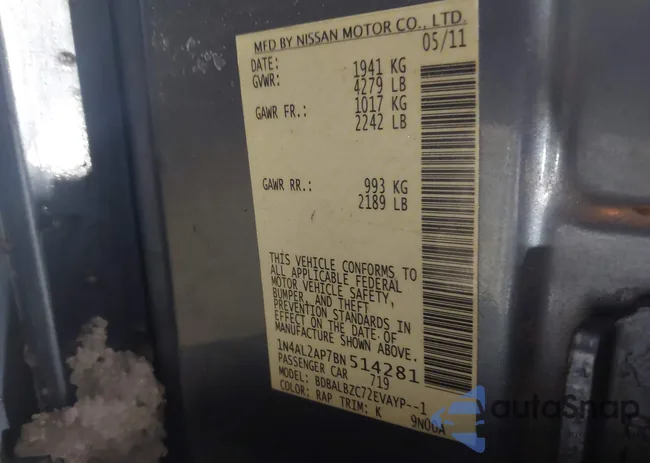 MFD BY NISSAN MOTOR CO., LTD.
DATE: 05/11
GVWR: 1941 KG
4279 LB
GAWR FR.: 1017 KG
2242 LB
GAWR RR.: 993 KG
2189 LB
THIS VEHICLE CONFORMS TO
ALL APPLICABLE FEDERAL
MOTOR VEHICLE SAFETY,
BUMPER, AND THEFT
PREVENTION STANDARDS IN
EFFECT ON THE DATE OF
MANUFACTURE SHOWN ABOVE.
1N4AL2AP7BN514281
PASSENGER CAR 719
MODEL: BDBALBZC72EVAYP--1
COLOR: RAP TRIM: K 9N00A
autoSnap